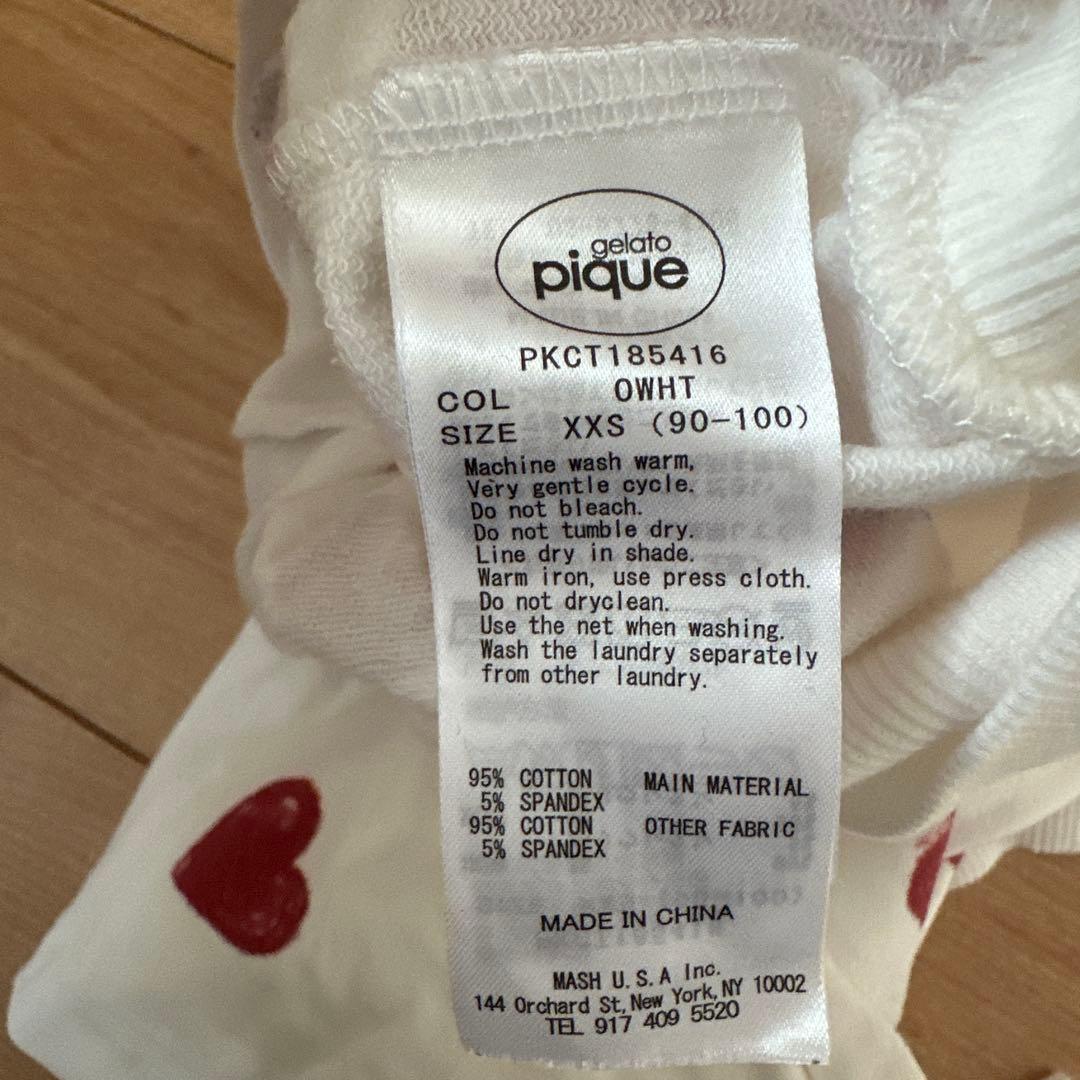 gelato
pique
PKCT185416
COL OWHT
SIZE XXS (90-100)
Machine wash warm,
Very gentle cycle.
Do not bleach.
Do not tumble dry.
Line dry in shade.
Warm iron, use press cloth.
Do not dryclean.
Use the net when washing.
Wash the laundry separately
from other laundry.
95% COTTON MAIN MATERIAL
5% SPANDEX
95% COTTON OTHER FABRIC
5% SPANDEX
MADE IN CHINA
MASH U.S.A Inc.
144 Orchard St, New York, NY 10002
TEL 917 409 5520